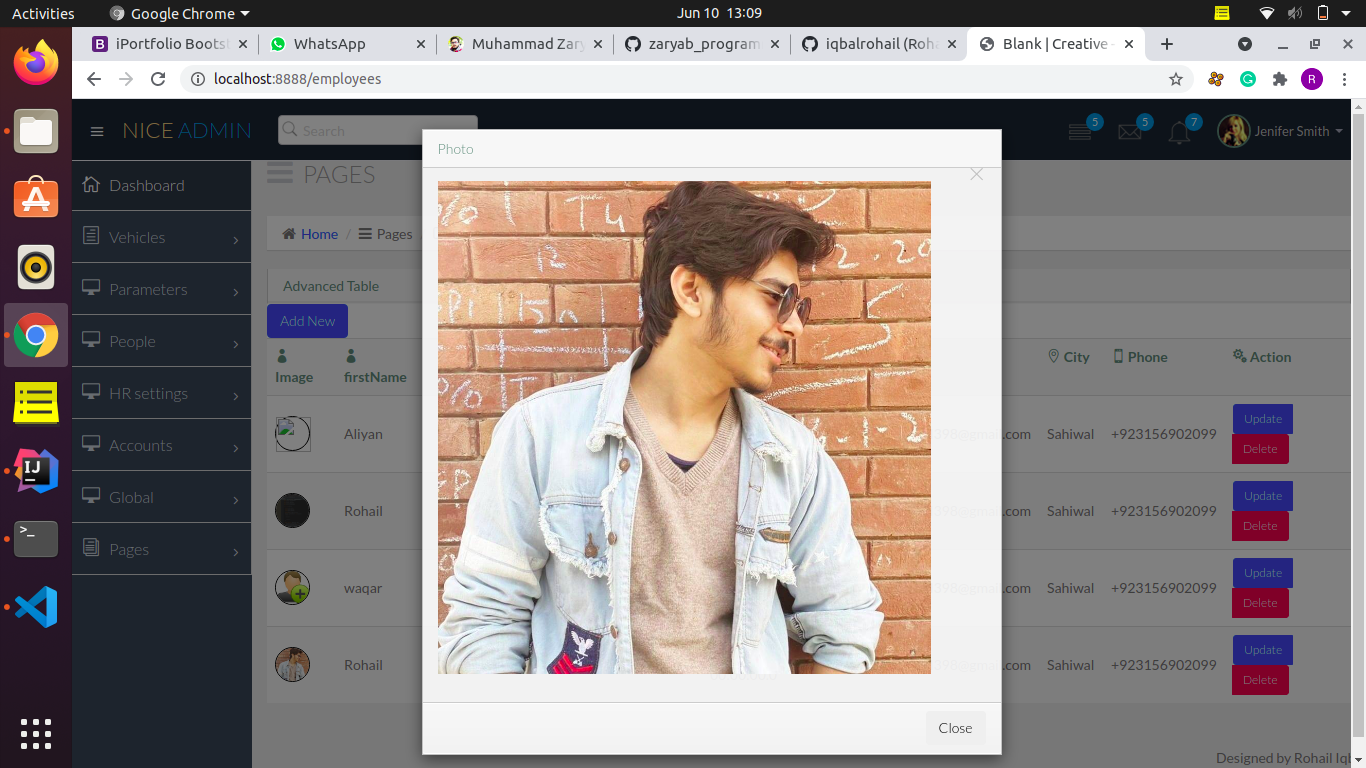 Activities
Google Chrome
Jun 10 13:09
iPortfolio Bootst
WhatsApp
Muhammad Zary
zaryab_program
iqbalrohail (Roha
Blank | Creative -
localhost:8888/employees
R
NICE ADMIN
Search
5
5
7
Jenifer Smith
Dashboard
Vehicles
Parameters
People
HR settings
Accounts
Global
Pages
PAGES
Home / Pages
Advanced Table
Add New
Image
firstName
City
Phone
Action
Aliyan
398@gmail.com
Sahiwal
+923156902099
Update
Delete
Rohail
398@gmail.com
Sahiwal
+923156902099
Update
Delete
waqar
398@gmail.com
Sahiwal
+923156902099
Update
Delete
Rohail
398@gmail.com
Sahiwal
+923156902099
Update
Delete
Photo
T4
Close
Designed by Rohail Iqb